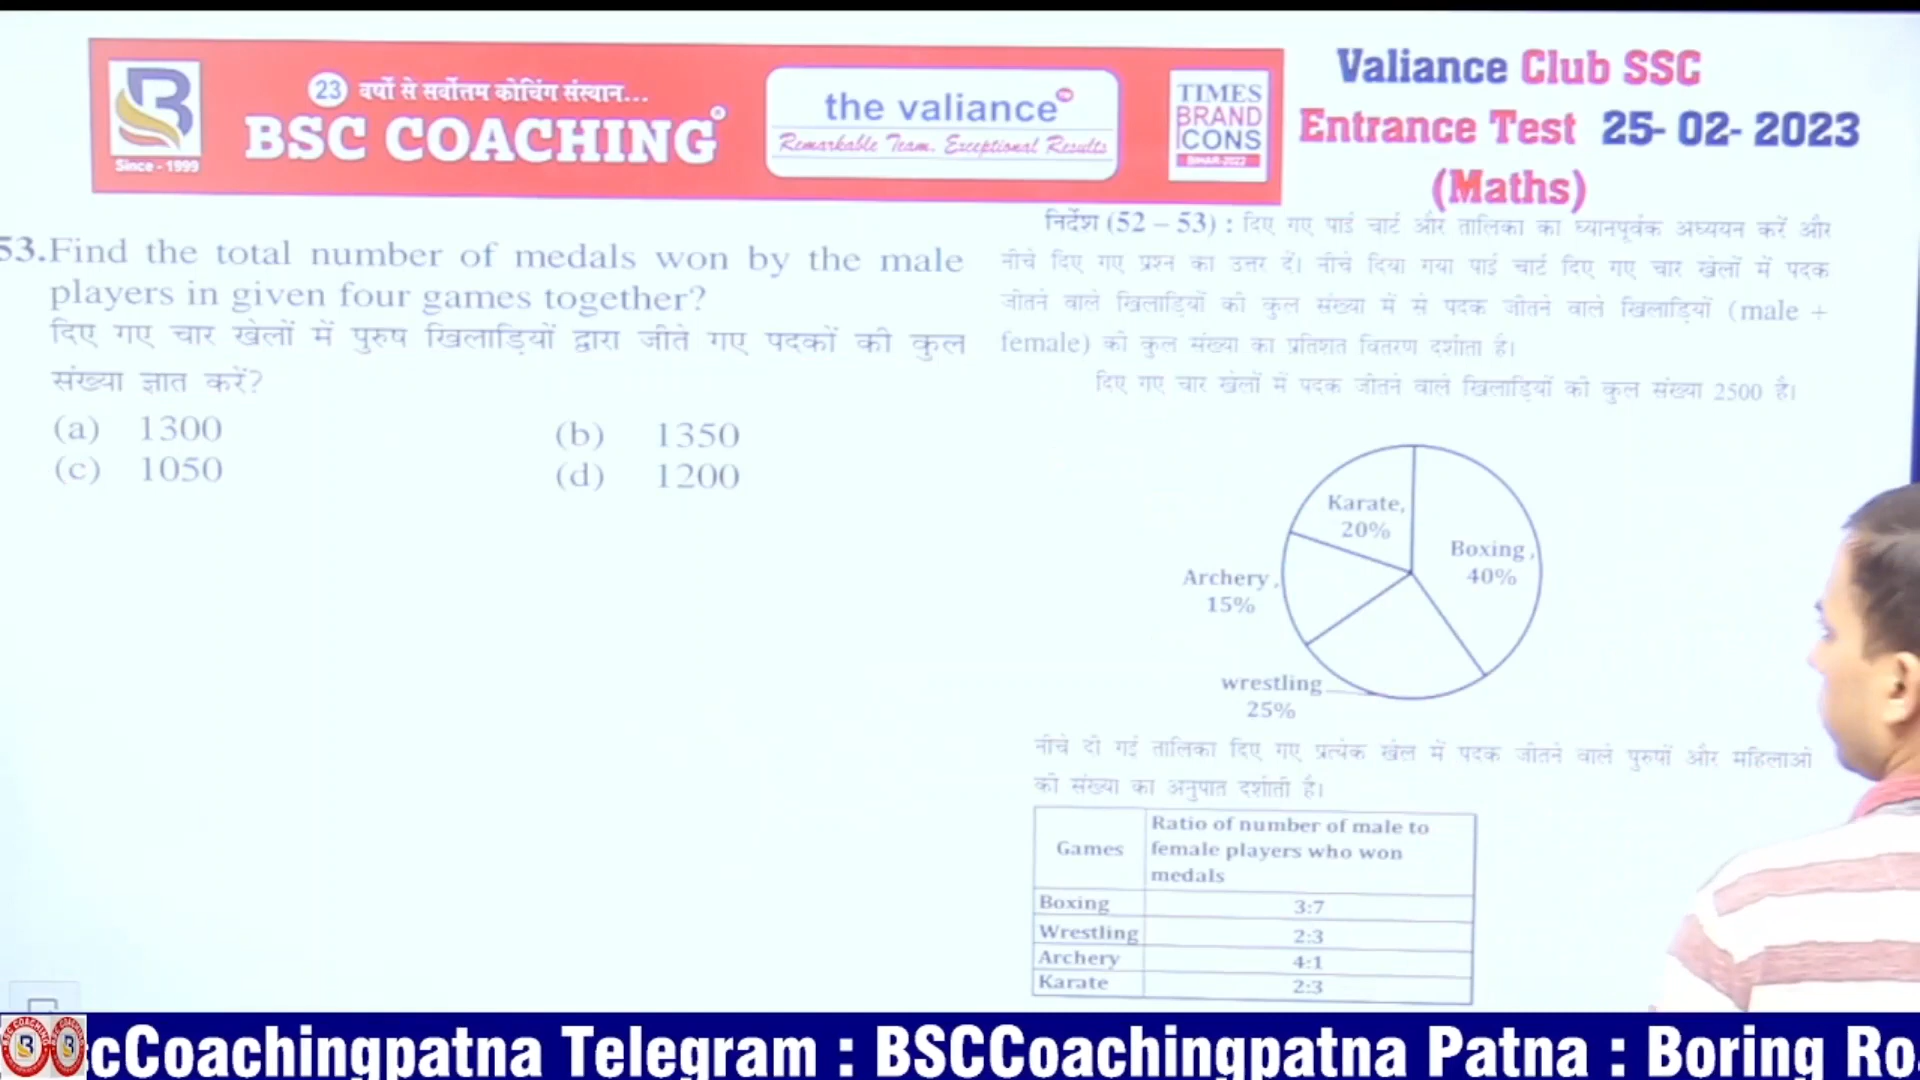 23 वर्षो से सर्वोत्तम कोचिंग संस्थान...
BSC COACHING
Since - 1999
the valiance
Remarkable Team, Exceptional Results
TIMES
BRAND
ICONS
BIHAR-2022
Valiance Club SSC
Entrance Test 25- 02- 2023
(Maths)
53.Find the total number of medals won by the male
players in given four games together?
दिए गए चार खेलों में पुरुष खिलाड़ियों द्वारा जीते गए पदकों की कुल
संख्या ज्ञात करें?
(a) 1300 (b) 1350
(c) 1050 (d) 1200
निर्देश (52 – 53) : दिए गए पाई चार्ट और तालिका का ध्यानपूर्वक अध्ययन करें और
नीचे दिए गए प्रश्न का उत्तर दें। नीचे दिया गया पाई चार्ट दिए गए चार खेलों में पदक
जीतने वाले खिलाड़ियों की कुल संख्या में से पदक जीतने वाले खिलाड़ियों (male +
female) की कुल संख्या का प्रतिशत वितरण दर्शाता है।
दिए गए चार खेलों में पदक जीतने वाले खिलाड़ियों की कुल संख्या 2500 है।
Karate,
20%
Boxing,
40%
Archery,
15%
wrestling
25%
नीचे दी गई तालिका दिए गए प्रत्येक खेल में पदक जीतने वाले पुरुषों और महिलाओं
की संख्या का अनुपात दर्शाती है।
Games Ratio of number of male to
female players who won
medals
Boxing 3:7
Wrestling 2:3
Archery 4:1
Karate 2:3
cCoachingpatna Telegram : BSCCoachingpatna Patna : Boring Ro